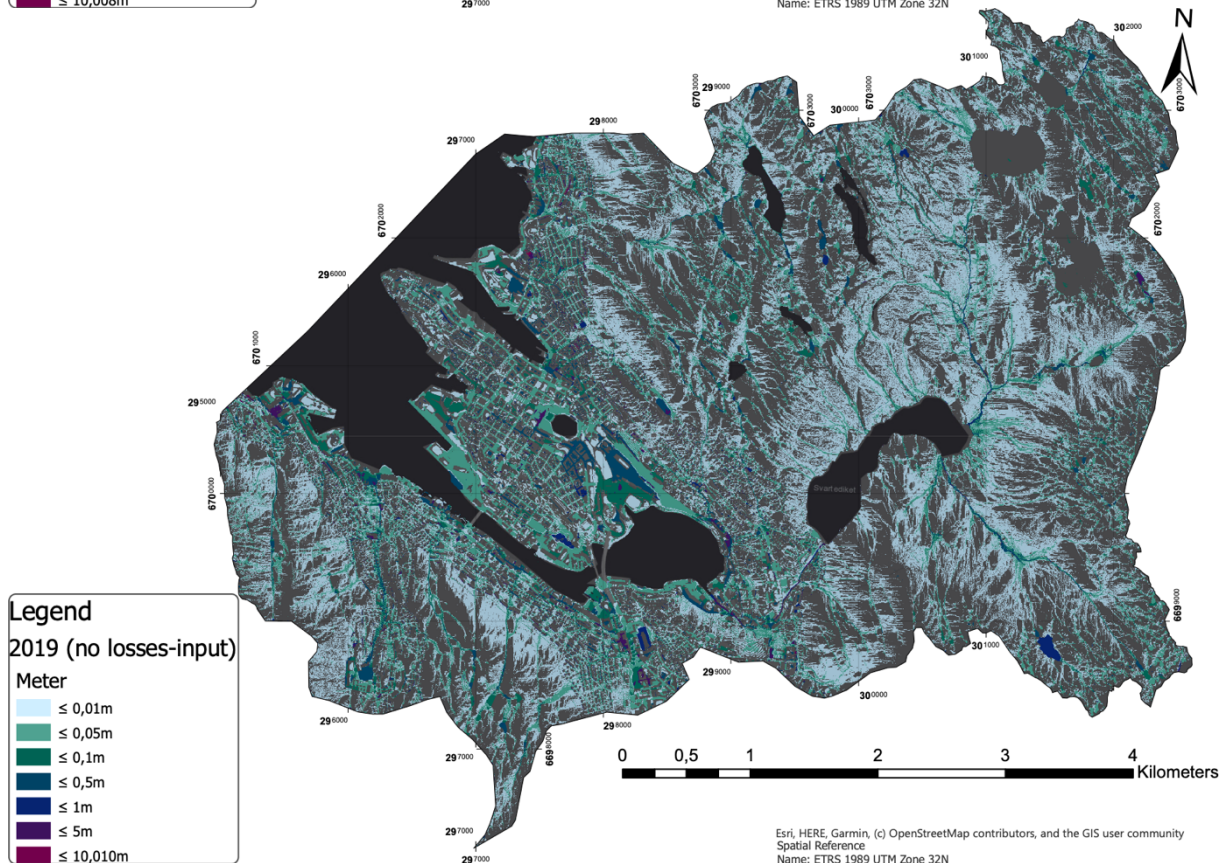 ≤ 10,008m
29 7000
Name: ETRS 1989 UTM Zone 32N
N
30 2000
30 1000
670 3000
29 9000
670 3000
30 0000
670 3000
670 3000
29 8000
29 7000
670 2000
670 2000
29 6000
670 1000
29 5000
670 0000
Svartediket
669 9000
30 1000
29 9000
30 0000
29 6000
29 8000
29 7000
669 8000
29 7000
29 7000
Legend
2019 (no losses-input)
Meter
≤ 0,01m
≤ 0,05m
≤ 0,1m
≤ 0,5m
≤ 1m
≤ 5m
≤ 10,010m
0 0,5 1 2 3 4
Kilometers
Esri, HERE, Garmin, (c) OpenStreetMap contributors, and the GIS user community
Spatial Reference
Name: ETRS 1989 UTM Zone 32N